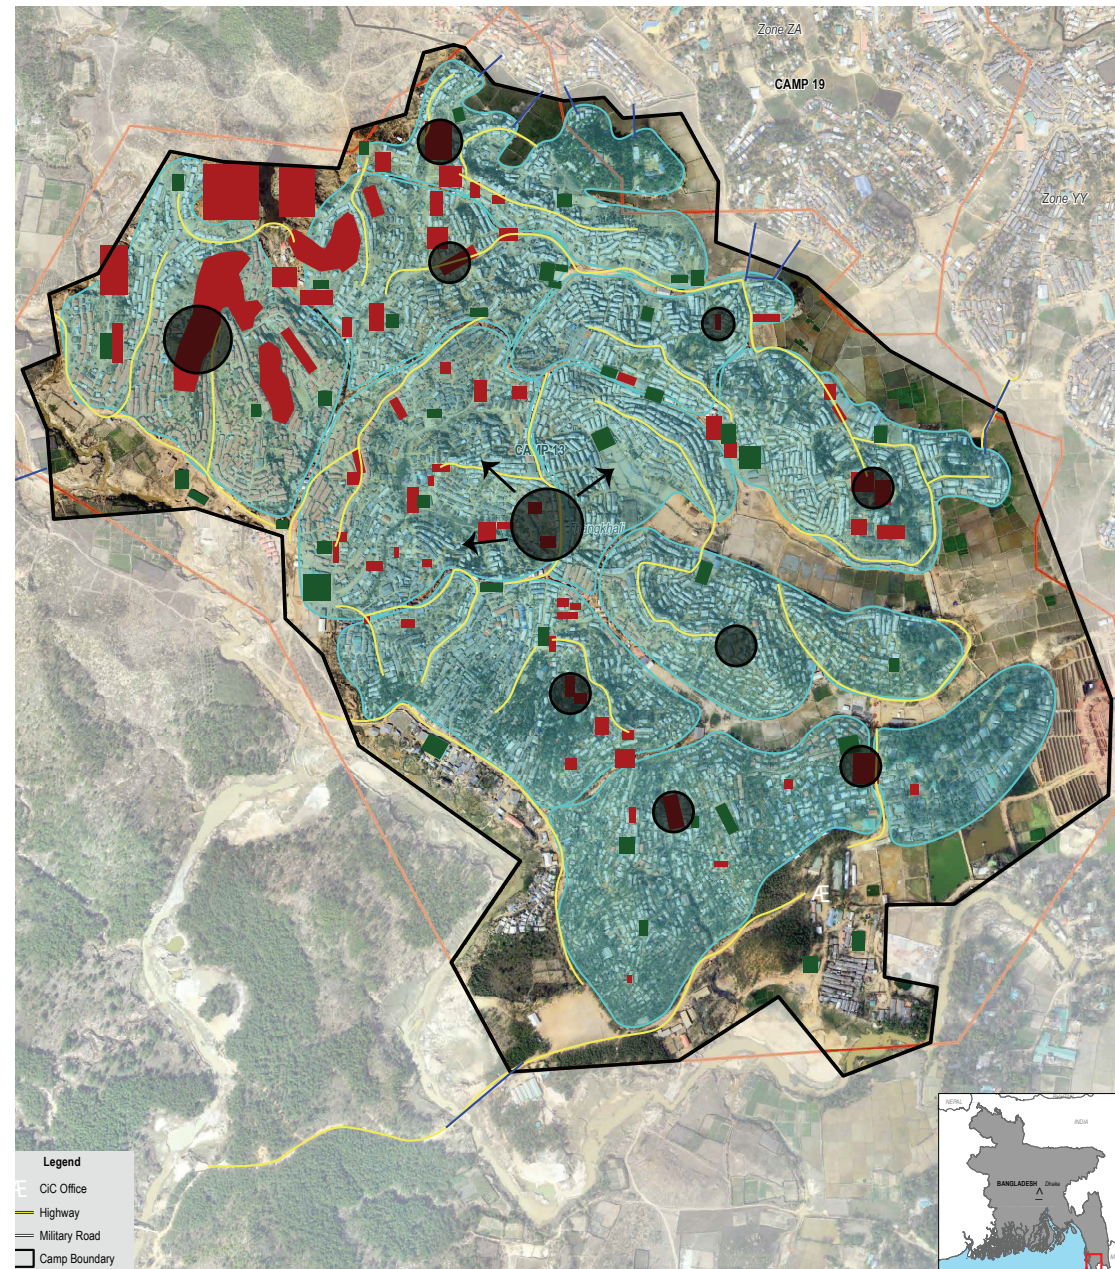 Zone ZA
CAMP 19
Zone YY
CAMP 13
Æ
Legend
Æ CiC Office
Highway
Military Road
Camp Boundary
NEPAL
INDIA
BANGLADESH
Dhaka